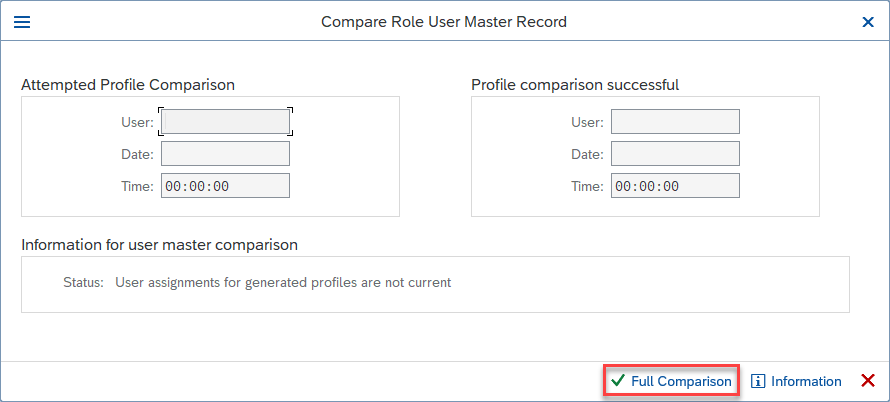 Compare Role User Master Record
Attempted Profile Comparison
User:
Date:
Time: 00:00:00
Profile comparison successful
User:
Date:
Time: 00:00:00
Information for user master comparison
Status: User assignments for generated profiles are not current
Full Comparison
Information